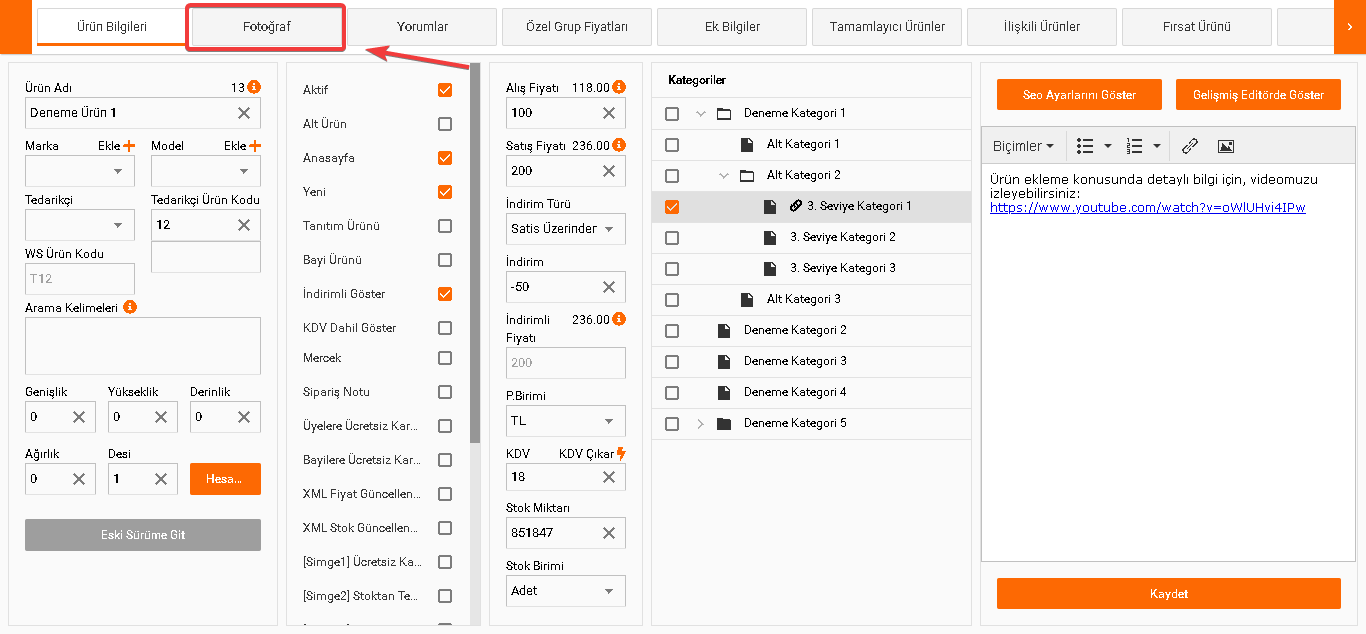 Ürün Bilgileri
Fotoğraf
Yorumlar
Özel Grup Fiyatları
Ek Bilgiler
Tamamlayıcı Ürünler
İlişkili Ürünler
Fırsat Ürünü
Ürün Adı 13
Deneme Ürün 1
Marka Ekle
Model Ekle
Tedarikçi
Tedarikçi Ürün Kodu
12
WS Ürün Kodu
T12
Arama Kelimeleri
Genişlik
Yükseklik
Derinlik
0
0
0
Ağırlık
Desi
0
1
Hesa...
Eski Sürüme Git
Aktif
Alt Ürün
Anasayfa
Yeni
Tanıtım Ürünü
Bayi Ürünü
İndirimli Göster
KDV Dahil Göster
Mercek
Sipariş Notu
Üyelere Ücretsiz Kar...
Bayilere Ücretsiz Kar...
XML Fiyat Güncellen...
XML Stok Güncellen...
[Simge1] Ücretsiz Ka...
[Simge2] Stoktan Te...
Alış Fiyatı 118.00
100
Satış Fiyatı 236.00
200
İndirim Türü
Satis Üzerinden
İndirim
-50
İndirimli 236.00
Fiyatı
200
P.Birimi
TL
KDV KDV Çıkar
18
Stok Miktarı
851847
Stok Birimi
Adet
Kategoriler
Deneme Kategori 1
Alt Kategori 1
Alt Kategori 2
3. Seviye Kategori 1
3. Seviye Kategori 2
3. Seviye Kategori 3
Alt Kategori 3
Deneme Kategori 2
Deneme Kategori 3
Deneme Kategori 4
Deneme Kategori 5
Seo Ayarlarını Göster
Gelişmiş Editörde Göster
Biçimler
Ürün ekleme konusunda detaylı bilgi için, videomuzu
izleyebilirsiniz:
https://www.youtube.com/watch?v=oWlUHvi4IPw
Kaydet